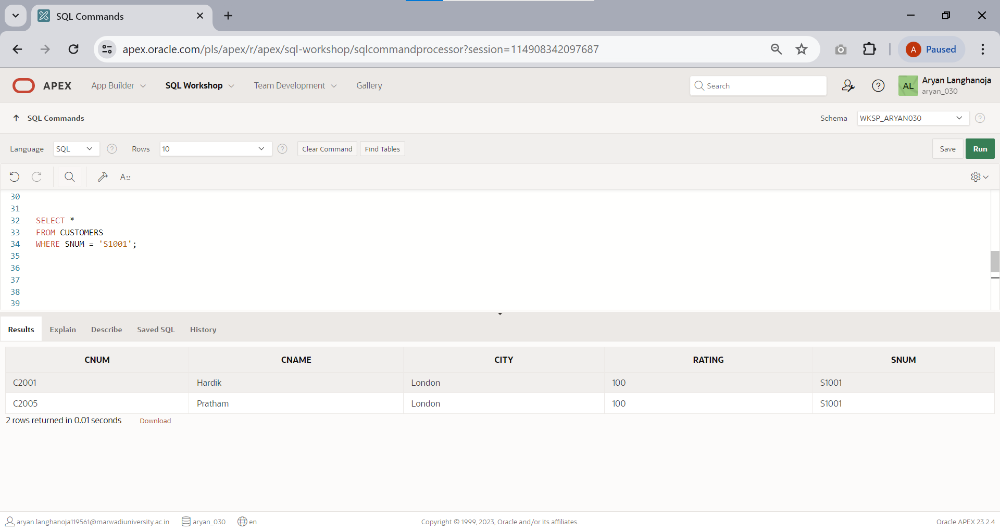 SQL Commands
apex.oracle.com/pls/apex/r/apex/sql-workshop/sqlcommandprocessor?session=114908342097687
A Paused
APEX App Builder SQL Workshop Team Development Gallery Search AL Aryan Langhanoja
aryan_030
SQL Commands Schema WKSP_ARYAN030
Language SQL Rows 10 Clear Command Find Tables Save Run
A::
30
31
32 SELECT *
33 FROM CUSTOMERS
34 WHERE SNUM = 'S1001';
35
36
37
38
39
Results Explain Describe Saved SQL History
CNUM CNAME CITY RATING SNUM
C2001 Hardik London 100 S1001
C2005 Pratham London 100 S1001
2 rows returned in 0.01 seconds Download
aryan.langhanoja119561@marwadiuniversity.ac.in aryan_030 en Copyright © 1999, 2023, Oracle and/or its affiliates. Oracle APEX 23.2.4